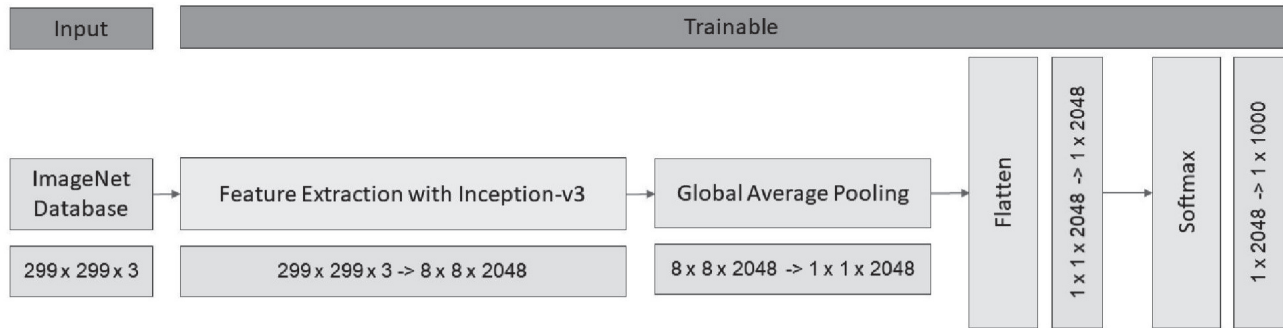 Input
Trainable
ImageNet
Database
Feature Extraction with Inception-v3
Global Average Pooling
Flatten
1 x 1 x 2048 -> 1 x 2048
Softmax
1 x 2048 -> 1 x 1000
299 x 299 x 3
299 x 299 x 3 -> 8 x 8 x 2048
8 x 8 x 2048 -> 1 x 1 x 2048